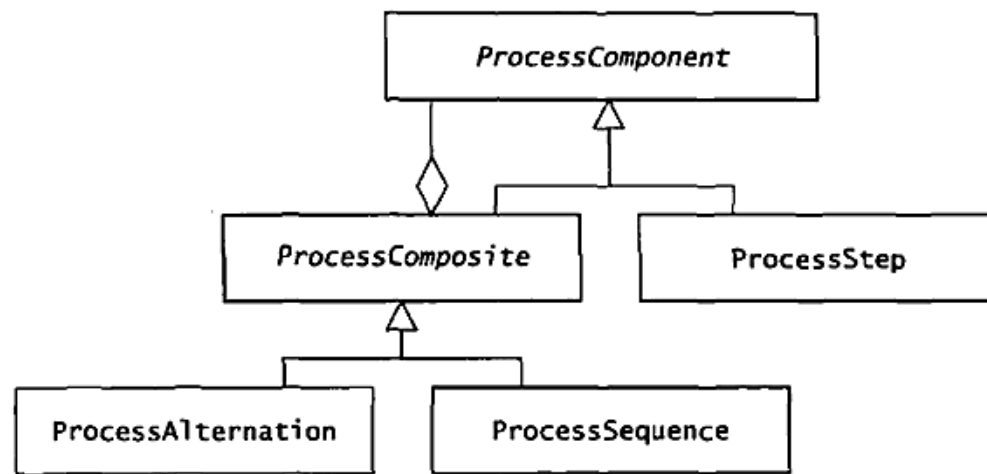 ProcessComponent
ProcessComposite
ProcessStep
ProcessAlternation
ProcessSequence